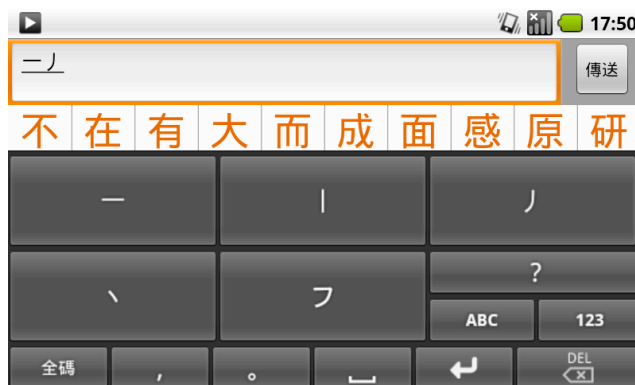 17:50
一丿
傳送
不在有大而成面感原研
一 丨 丿
丶 フ ?
ABC 123
全碼 , 。 DEL